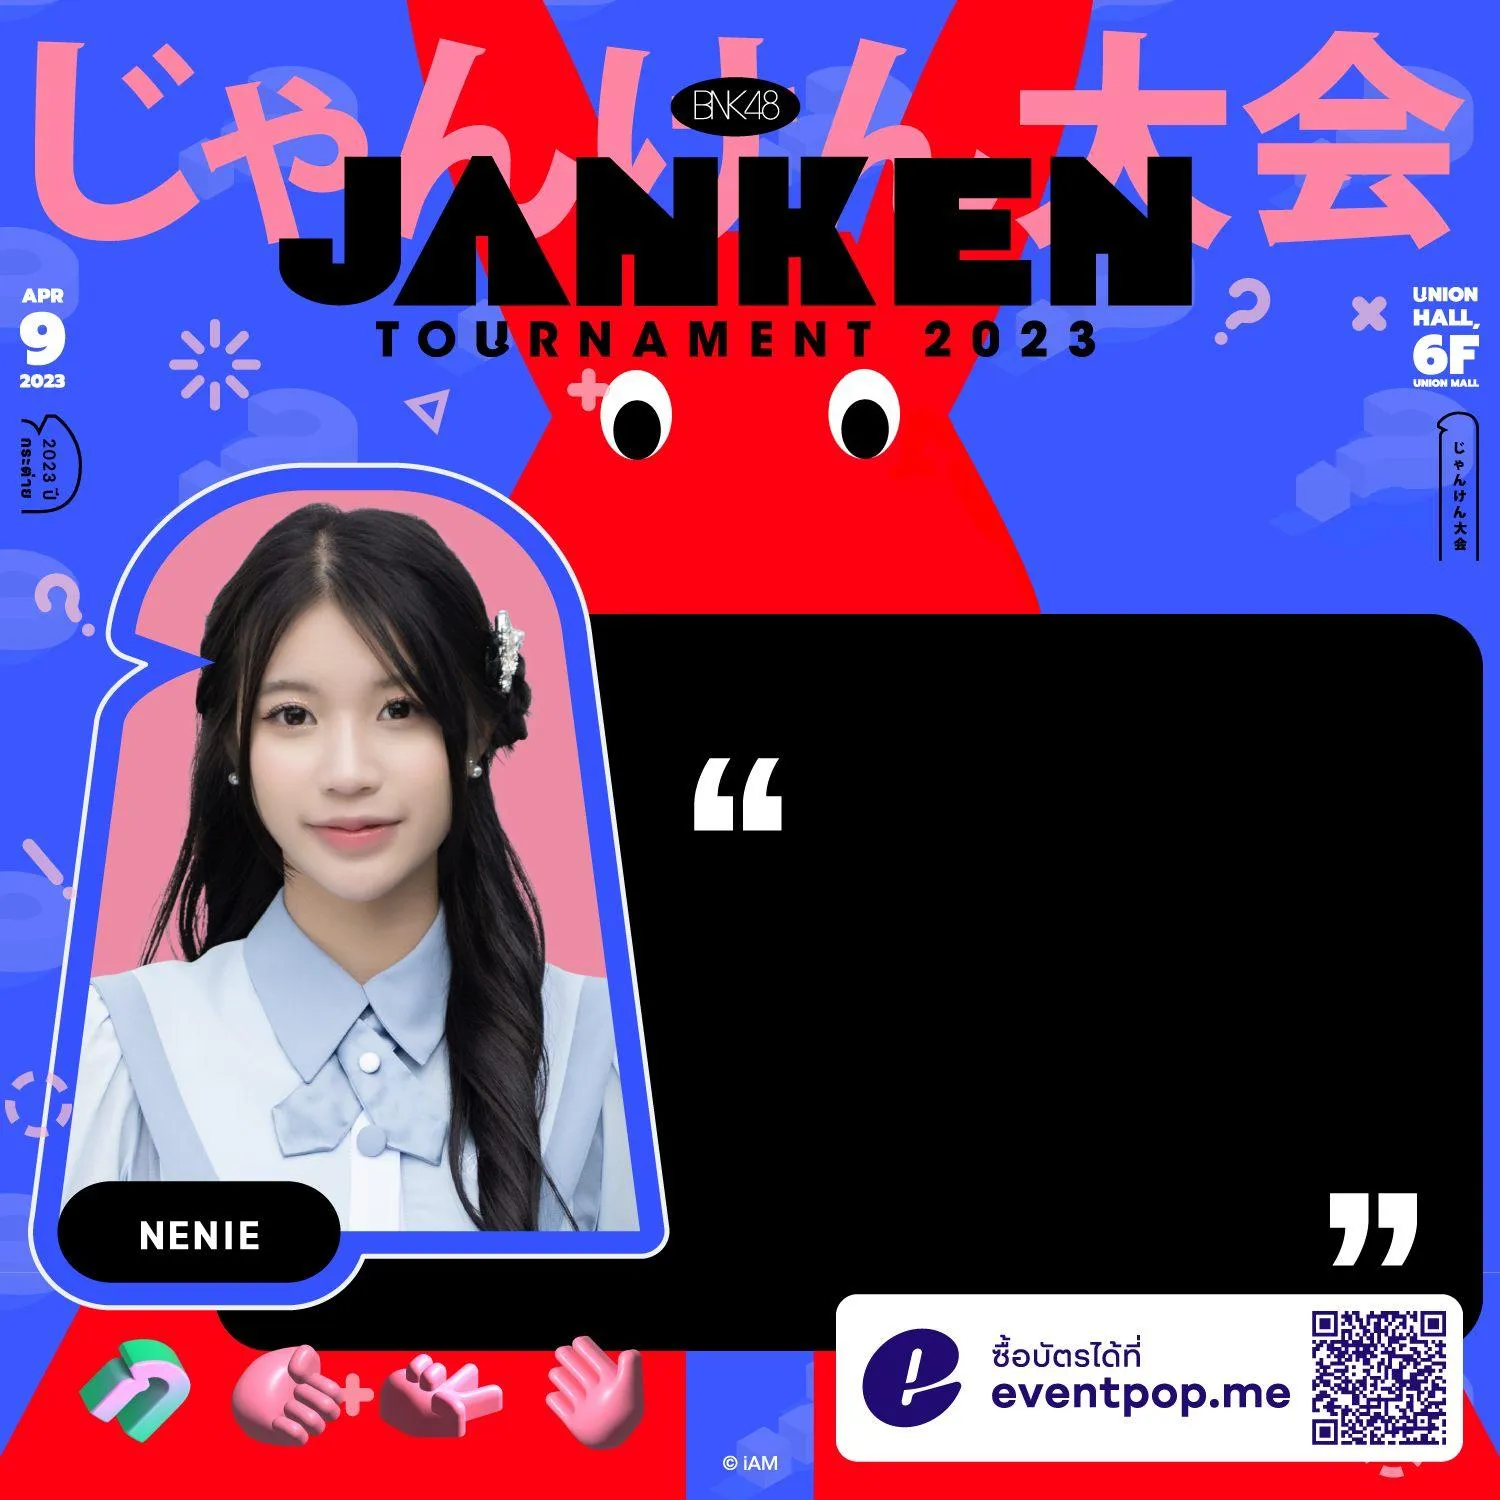 じゃんけん大会
BNK48
JANKEN
TOURNAMENT 2023
APR
9
2023
2023 ปี
กระต่าย
UNION
HALL,
6F
UNION MALL
じゃんけん大会
“
”
NENIE
ซื้อบัตรได้ที่
eventpop.me
© iAM